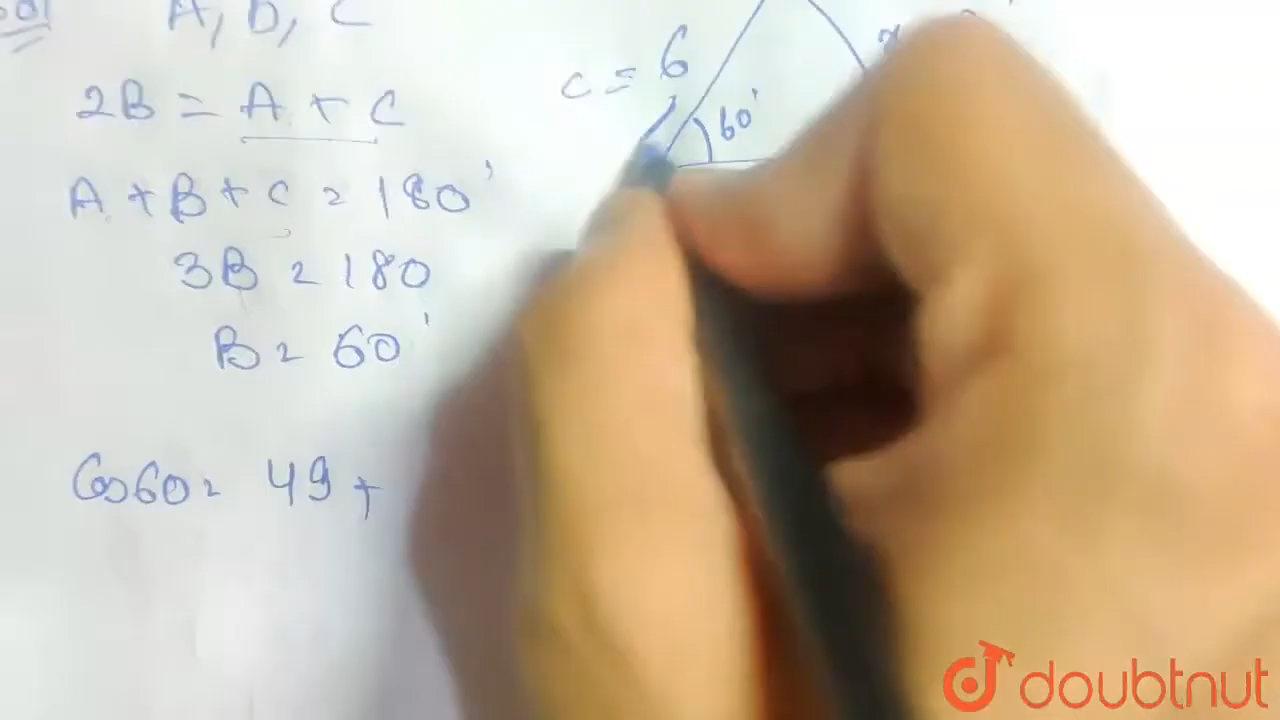 A, B, C
2B = A + C
A + B + C = 180°
3B = 180
B = 60°
Cos60 = 49 +
C = 6
60°
x
doubtnut